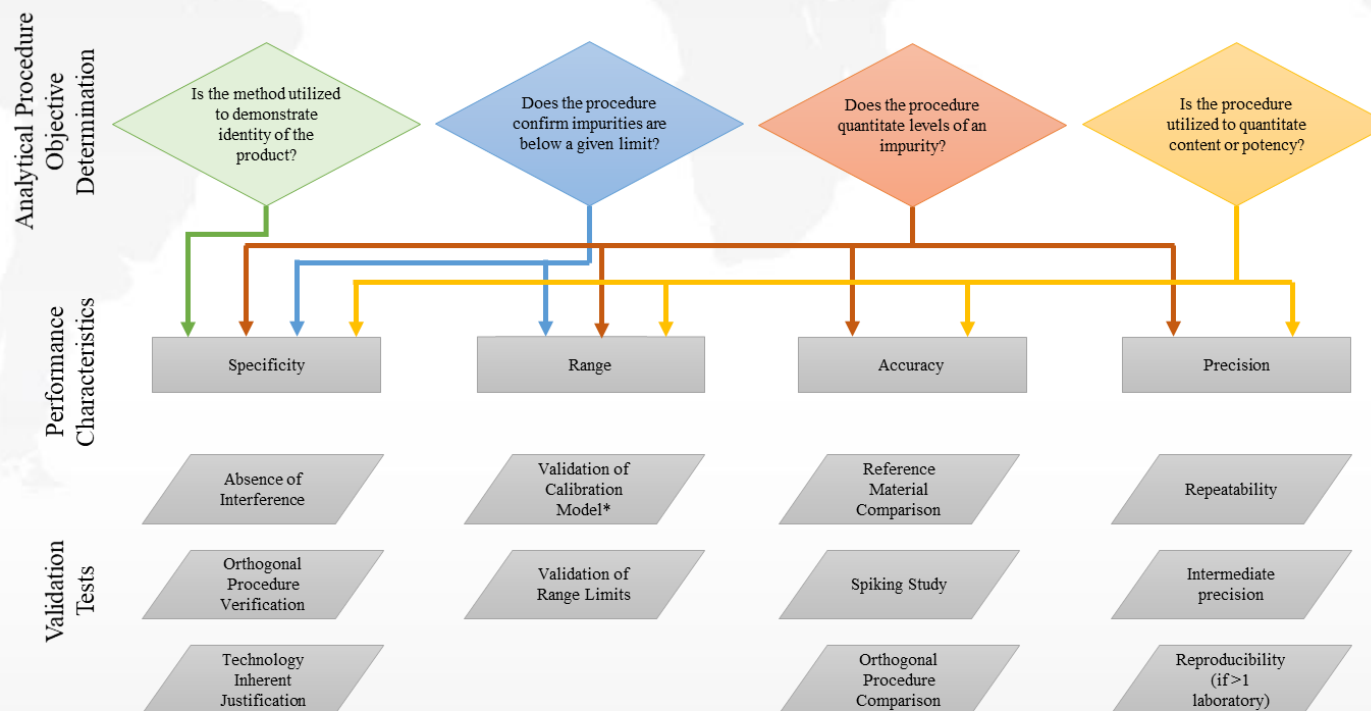 Analytical Procedure
Objective
Determination
Is the method utilized
to demonstrate
identity of the
product?
Does the procedure
confirm impurities are
below a given limit?
Does the procedure
quantitate levels of an
impurity?
Is the procedure
utilized to quantitate
content or potency?
Performance
Characteristics
Specificity
Range
Accuracy
Precision
Validation
Tests
Absence of
Interference
Validation of
Calibration
Model*
Reference
Material
Comparison
Repeatability
Orthogonal
Procedure
Verification
Validation of
Range Limits
Spiking Study
Intermediate
precision
Technology
Inherent
Justification
Orthogonal
Procedure
Comparison
Reproducibility
(if >1
laboratory)